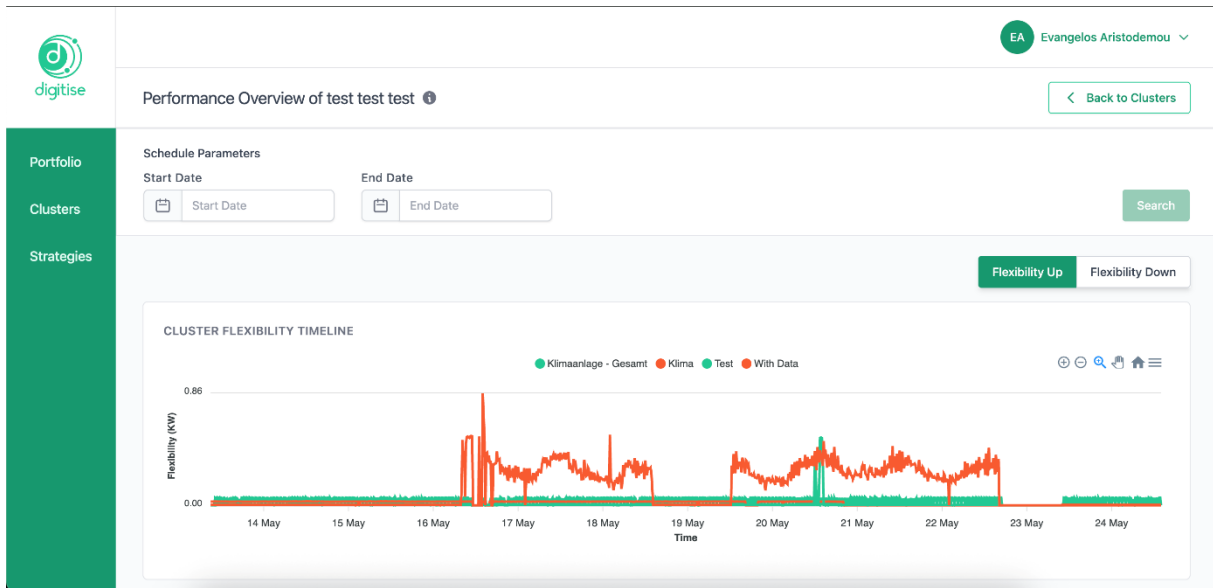 EA Evangelos Aristodemou
digitise
Performance Overview of test test test
Back to Clusters
Portfolio
Clusters
Strategies
Schedule Parameters
Start Date End Date
Start Date End Date Search
Flexibility Up Flexibility Down
CLUSTER FLEXIBILITY TIMELINE
Klimaanlage - Gesamt Klima Test With Data
0.86
Flexibility (KW)
0.00
14 May 15 May 16 May 17 May 18 May 19 May 20 May 21 May 22 May 23 May 24 May
Time